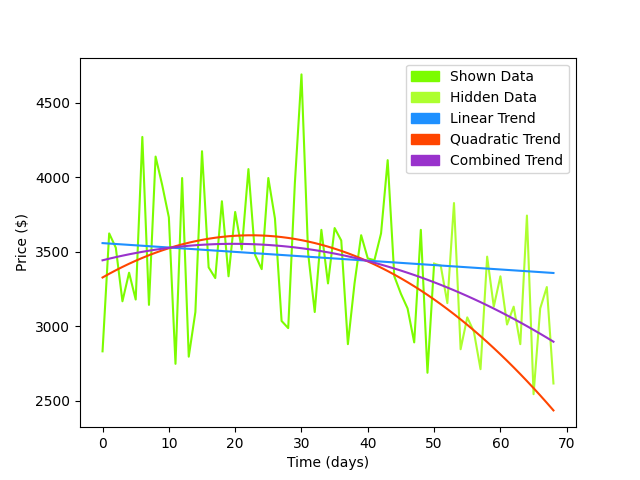 Shown Data
Hidden Data
Linear Trend
Quadratic Trend
Combined Trend
4500
4000
3500
3000
2500
Price ($)
0 10 20 30 40 50 60 70
Time (days)